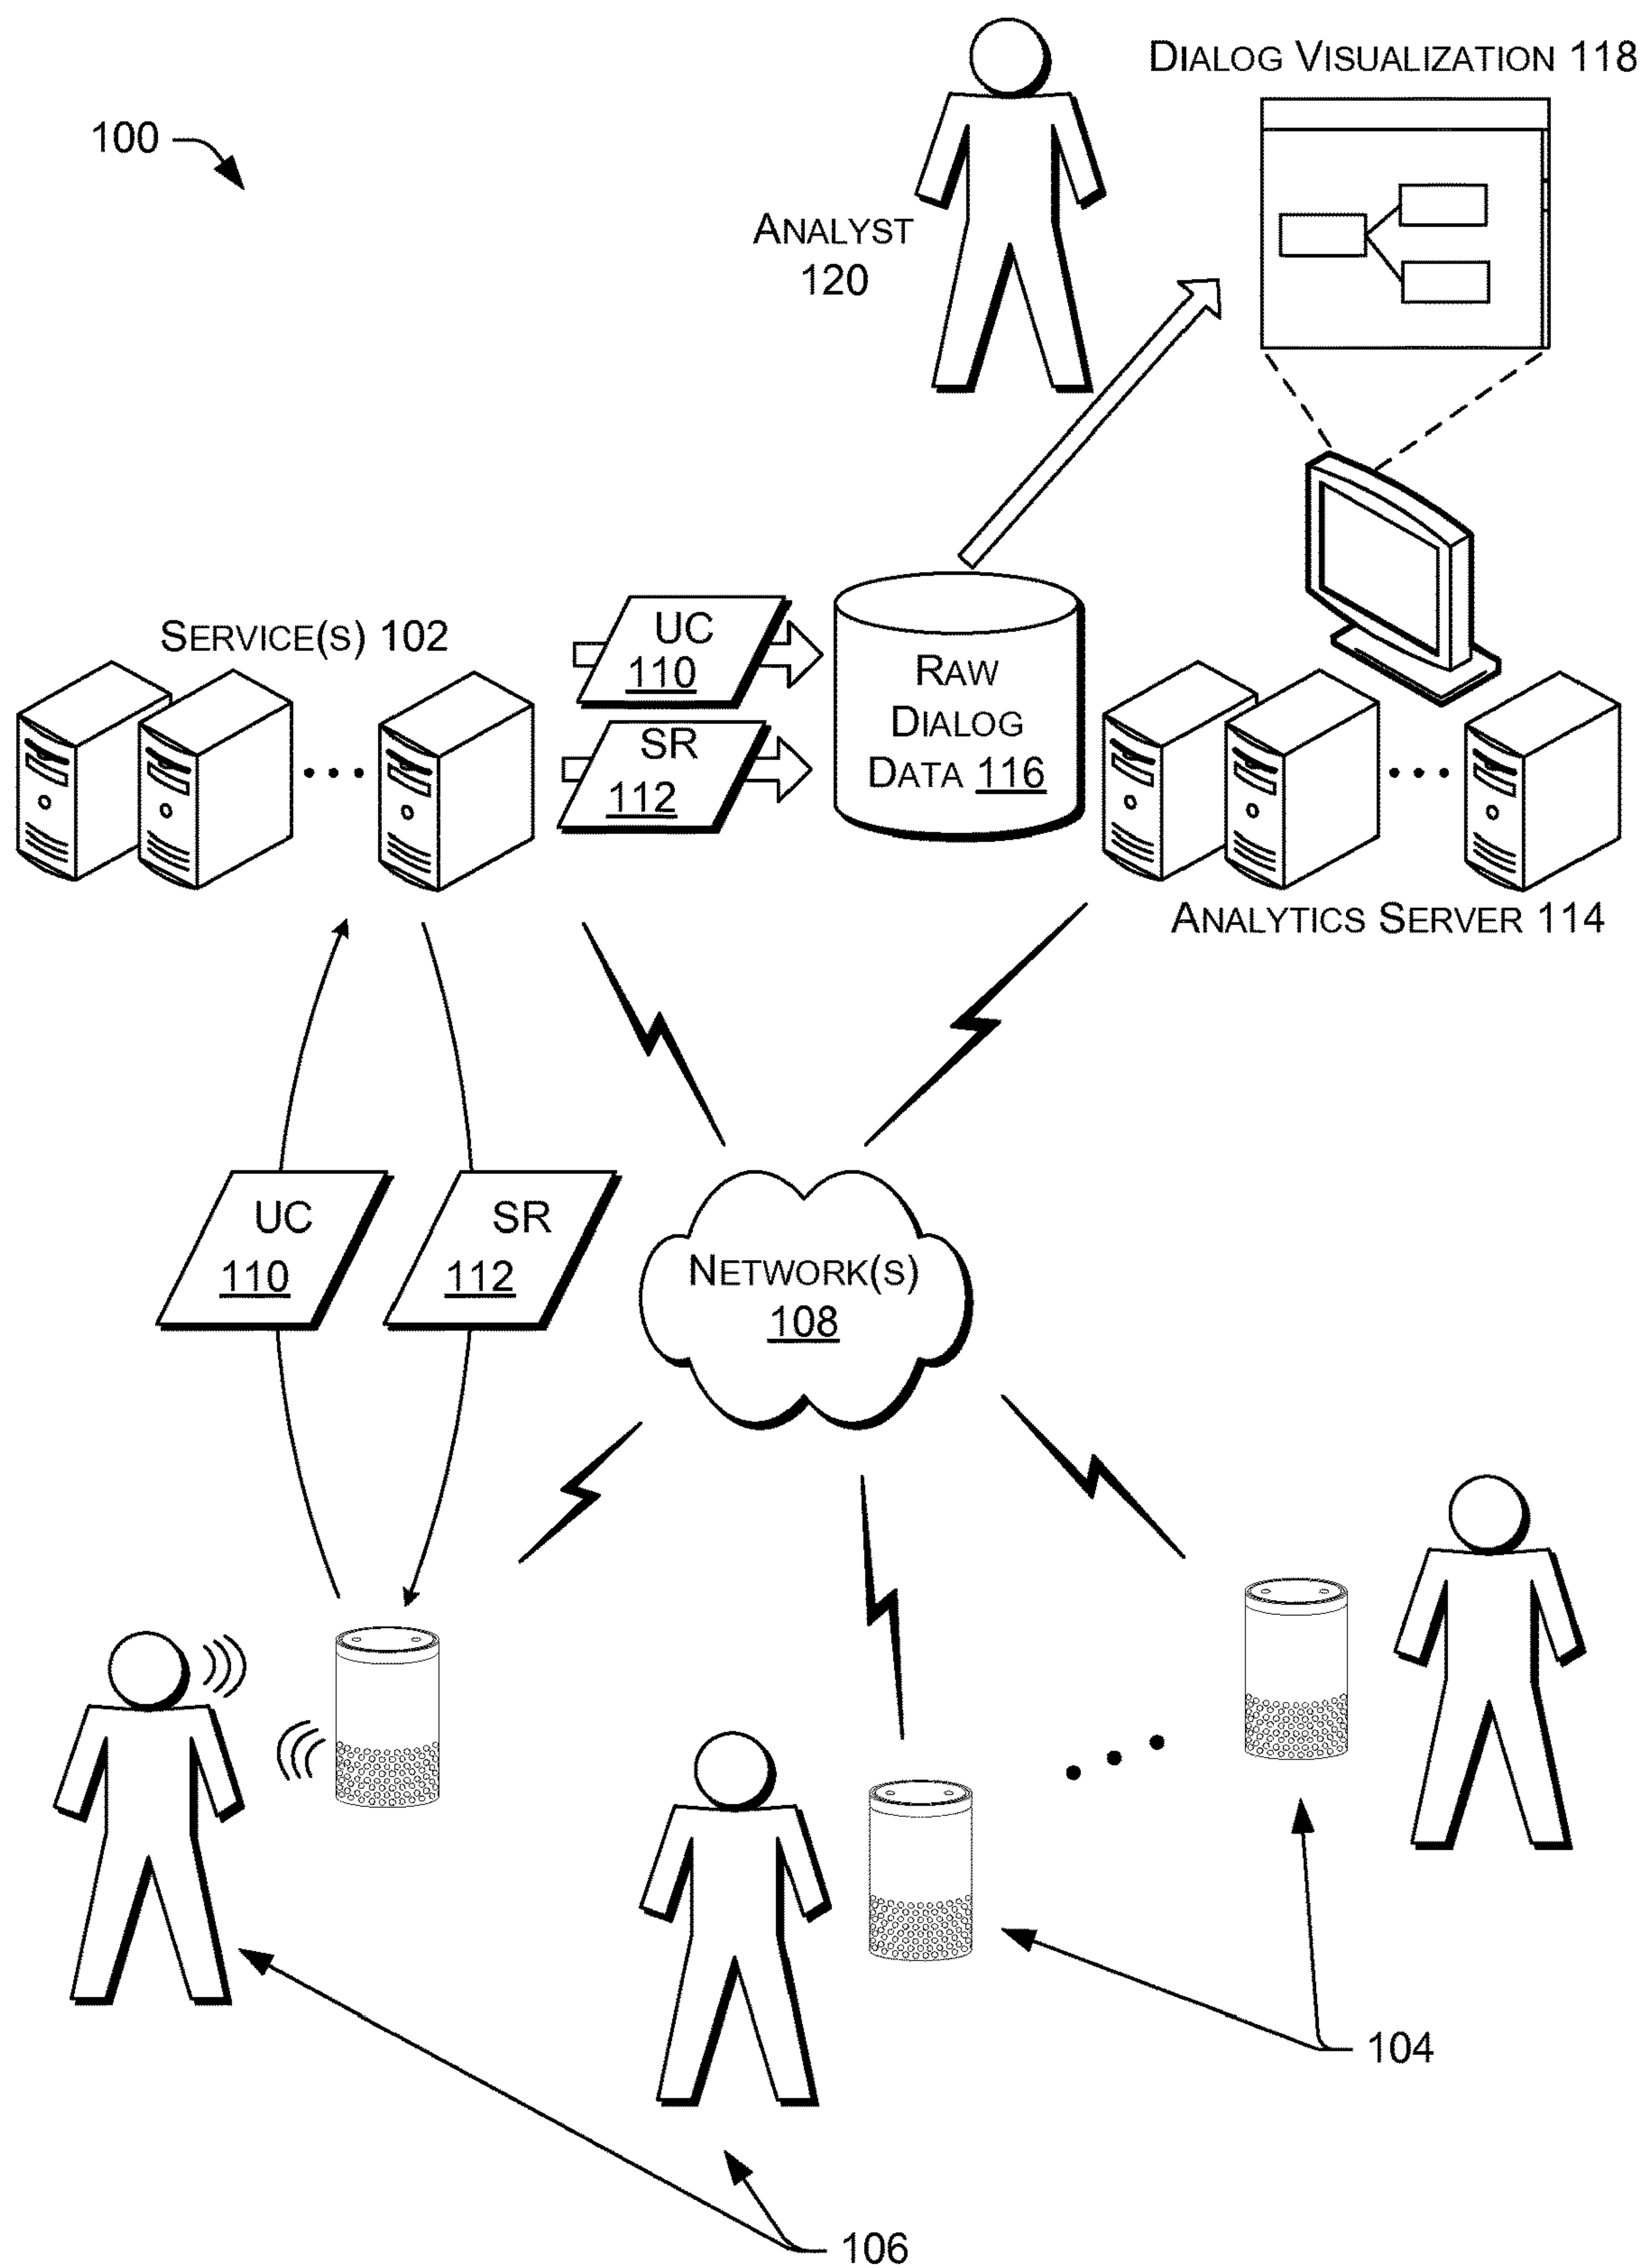 DIALOG VISUALIZATION 118
100
ANALYST
120
SERVICE(S) 102
UC
110
SR
112
RAW
DIALOG
DATA 116
ANALYTICS SERVER 114
UC
110
SR
112
NETWORK(S)
108
104
106